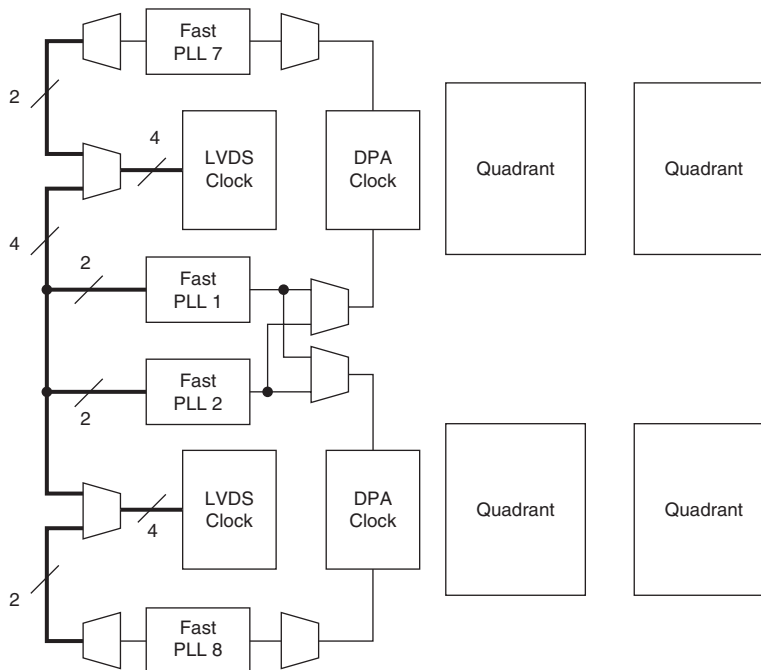 Fast
PLL 7
2
4
LVDS
Clock
DPA
Clock
Quadrant
Quadrant
4
2
Fast
PLL 1
Fast
PLL 2
2
LVDS
Clock
DPA
Clock
Quadrant
Quadrant
4
2
Fast
PLL 8